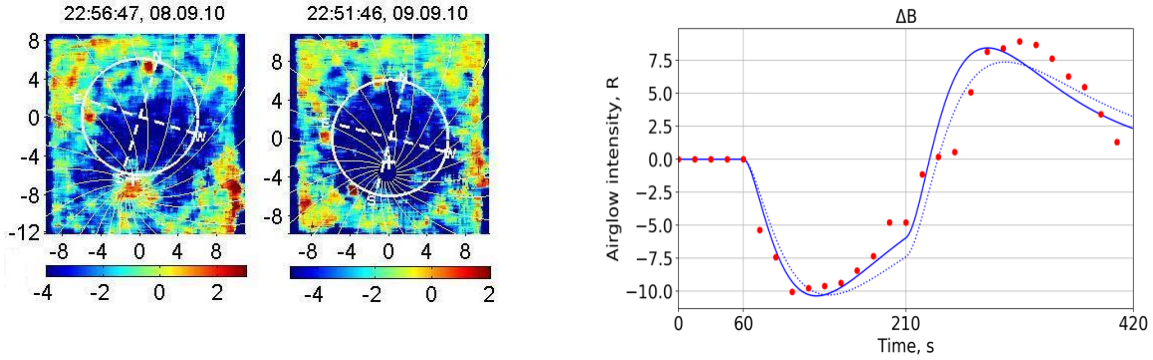 22:56:47, 08.09.10
8
4
0
-4
-8
-12
-8 -4 0 4 8
-4 -2 0 2
N
E
W
S
22:51:46, 09.09.10
8
4
0
-4
-8
-8 -4 0 4 8
-4 -2 0 2
N
E
W
S
ΔB
Airglow intensity, R
7.5
5.0
2.5
0.0
−2.5
−5.0
−7.5
−10.0
0 60 210 420
Time, s